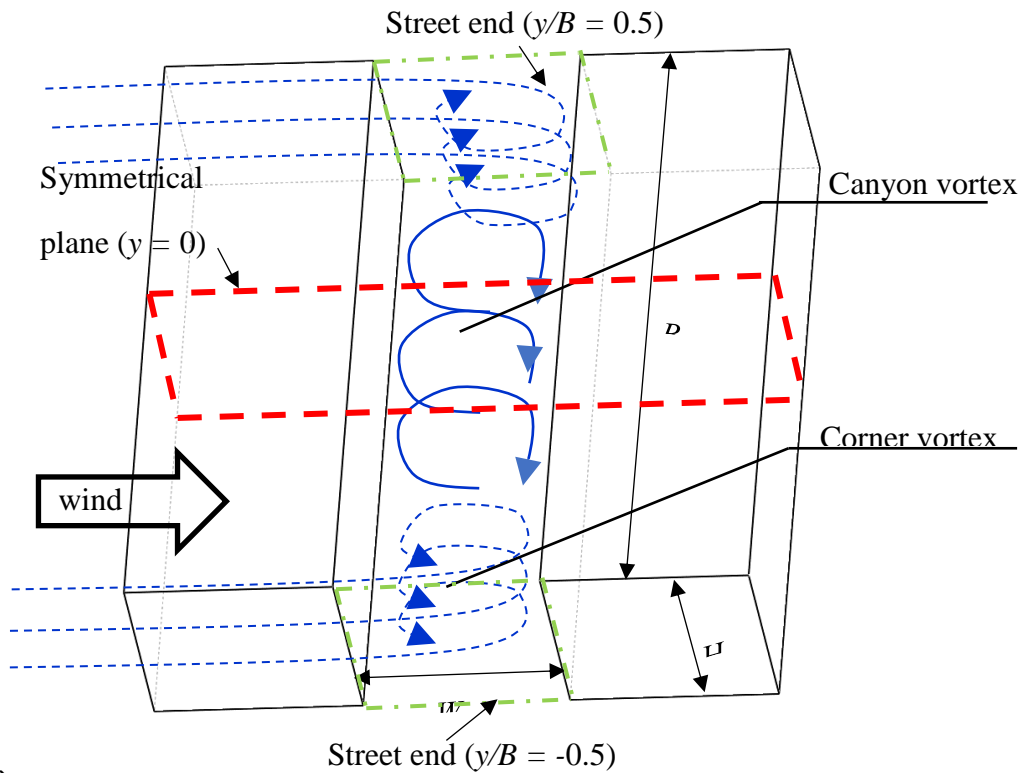 Street end (y/B = 0.5)
Symmetrical
plane (y = 0)
Canyon vortex
Corner vortex
wind
Street end (y/B = -0.5)